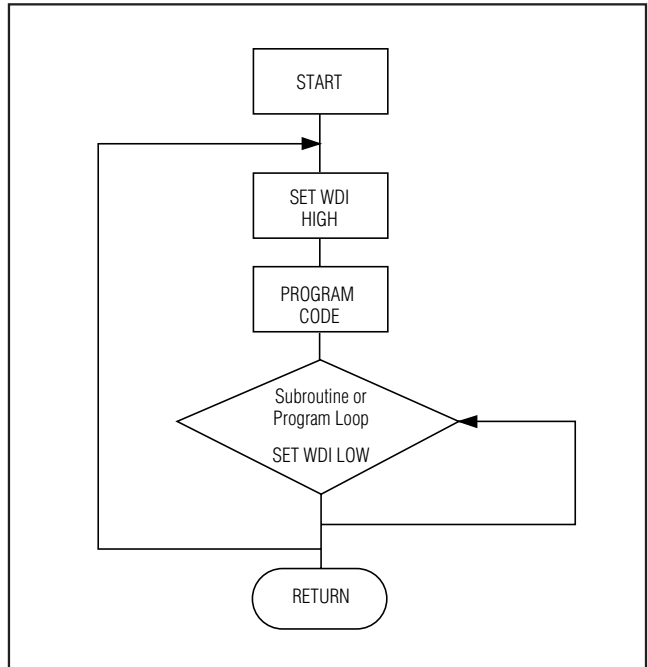 START
SET WDI
HIGH
PROGRAM
CODE
Subroutine or
Program Loop
SET WDI LOW
RETURN